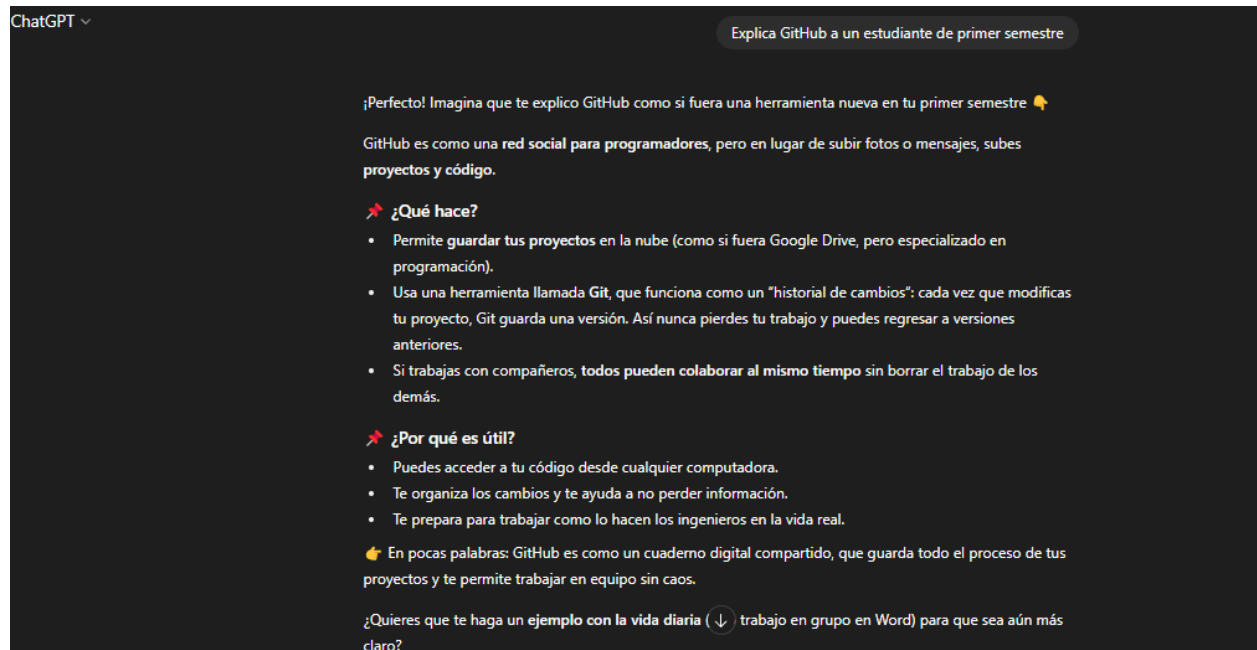 ChatGPT
Explica GitHub a un estudiante de primer semestre
¡Perfecto! Imagina que te explico GitHub como si fuera una herramienta nueva en tu primer semestre 👇
GitHub es como una red social para programadores, pero en lugar de subir fotos o mensajes, subes
proyectos y código.
📌 ¿Qué hace?
• Permite guardar tus proyectos en la nube (como si fuera Google Drive, pero especializado en
programación).
• Usa una herramienta llamada Git, que funciona como un "historial de cambios": cada vez que modificas
tu proyecto, Git guarda una versión. Así nunca pierdes tu trabajo y puedes regresar a versiones
anteriores.
• Si trabajas con compañeros, todos pueden colaborar al mismo tiempo sin borrar el trabajo de los
demás.
📌 ¿Por qué es útil?
• Puedes acceder a tu código desde cualquier computadora.
• Te organiza los cambios y te ayuda a no perder información.
• Te prepara para trabajar como lo hacen los ingenieros en la vida real.
👉 En pocas palabras: GitHub es como un cuaderno digital compartido, que guarda todo el proceso de tus
proyectos y te permite trabajar en equipo sin caos.
¿Quieres que te haga un ejemplo con la vida diaria ( trabajo en grupo en Word) para que sea aún más
claro?